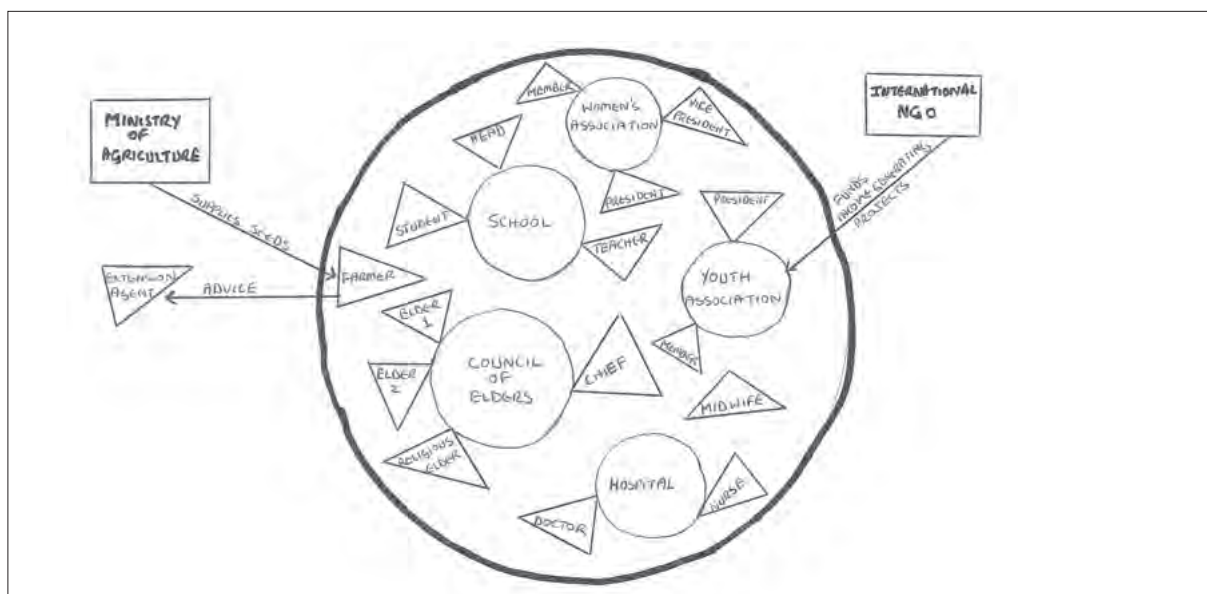 MINISTRY
OF
AGRICULTURE
SUPPLIES SEEDS
EXTENSION
AGENT
ADVICE
FARMER
MEMBER
WOMEN'S
ASSOCIATION
VICE
PRESIDENT
PRESIDENT
HEAD
STUDENT
SCHOOL
TEACHER
INTERNATIONAL
NGO
FUNDS
INCOME GENERATING
PROJECTS
PRESIDENT
YOUTH
ASSOCIATION
MEMBER
ELDER
1
ELDER
2
COUNCIL
OF
ELDERS
CHIEF
RELIGIOUS
ELDER
MIDWIFE
HOSPITAL
DOCTOR
NURSE